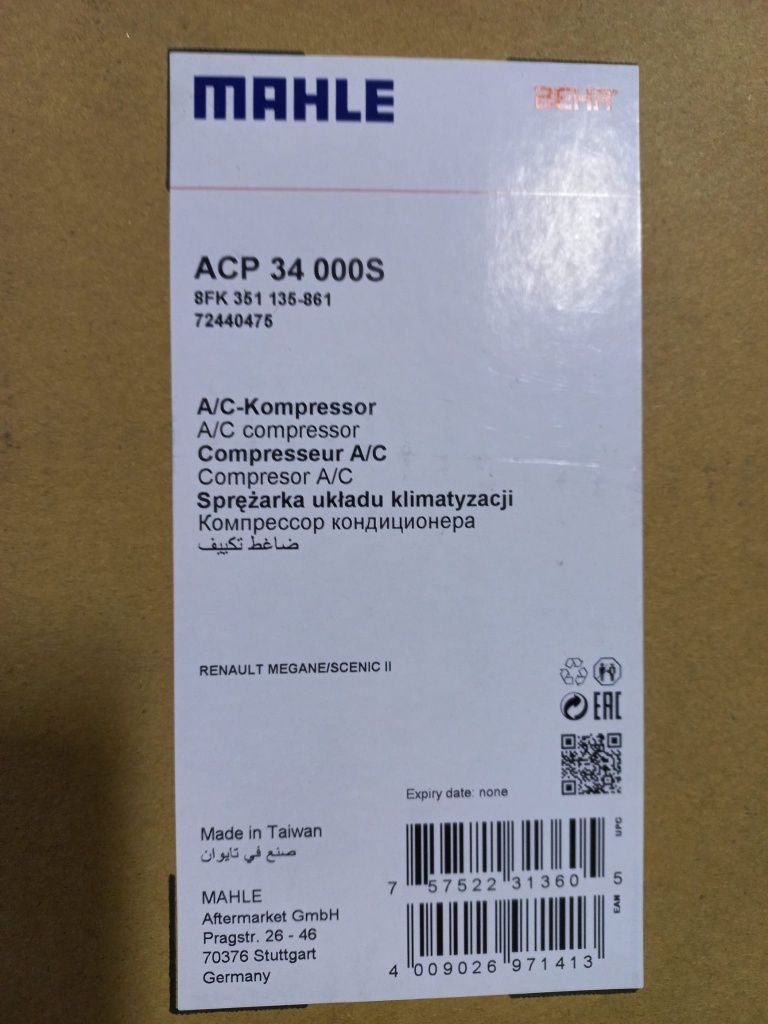 MAHLE
BEHR®
ACP 34 000S
8FK 351 135-861
72440475
A/C-Kompressor
A/C compressor
Compresseur A/C
Compresor A/C
Sprężarka układu klimatyzacji
Компрессор кондиционера
ضاغط تكييف
RENAULT MEGANE/SCENIC II
EAC
Expiry date: none
Made in Taiwan
صنع في تايوان
UPC
7 57522 31360 5
MAHLE
Aftermarket GmbH
Pragstr. 26 - 46
70376 Stuttgart
Germany
EAN
4 009026 971413